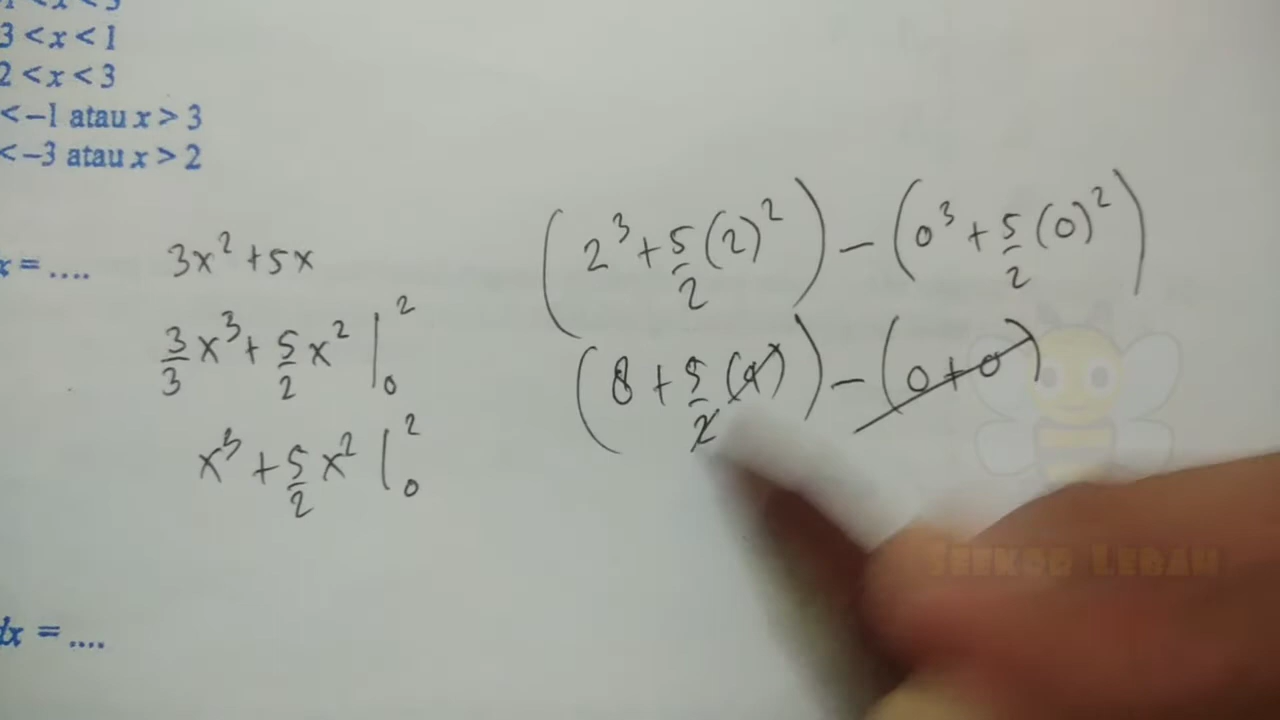 3 < x < 1
2 < x < 3
< −1 atau x > 3
< −3 atau x > 2
x = ....
3x² + 5x
3/3 x³ + 5/2 x² |₀²
x³ + 5/2 x² |₀²
(2³ + 5/2 (2)²) − (0³ + 5/2 (0)²)
(8 + 5/2 (4)) − (0 + 0)
SEEKOR LEBAH
dx = ....